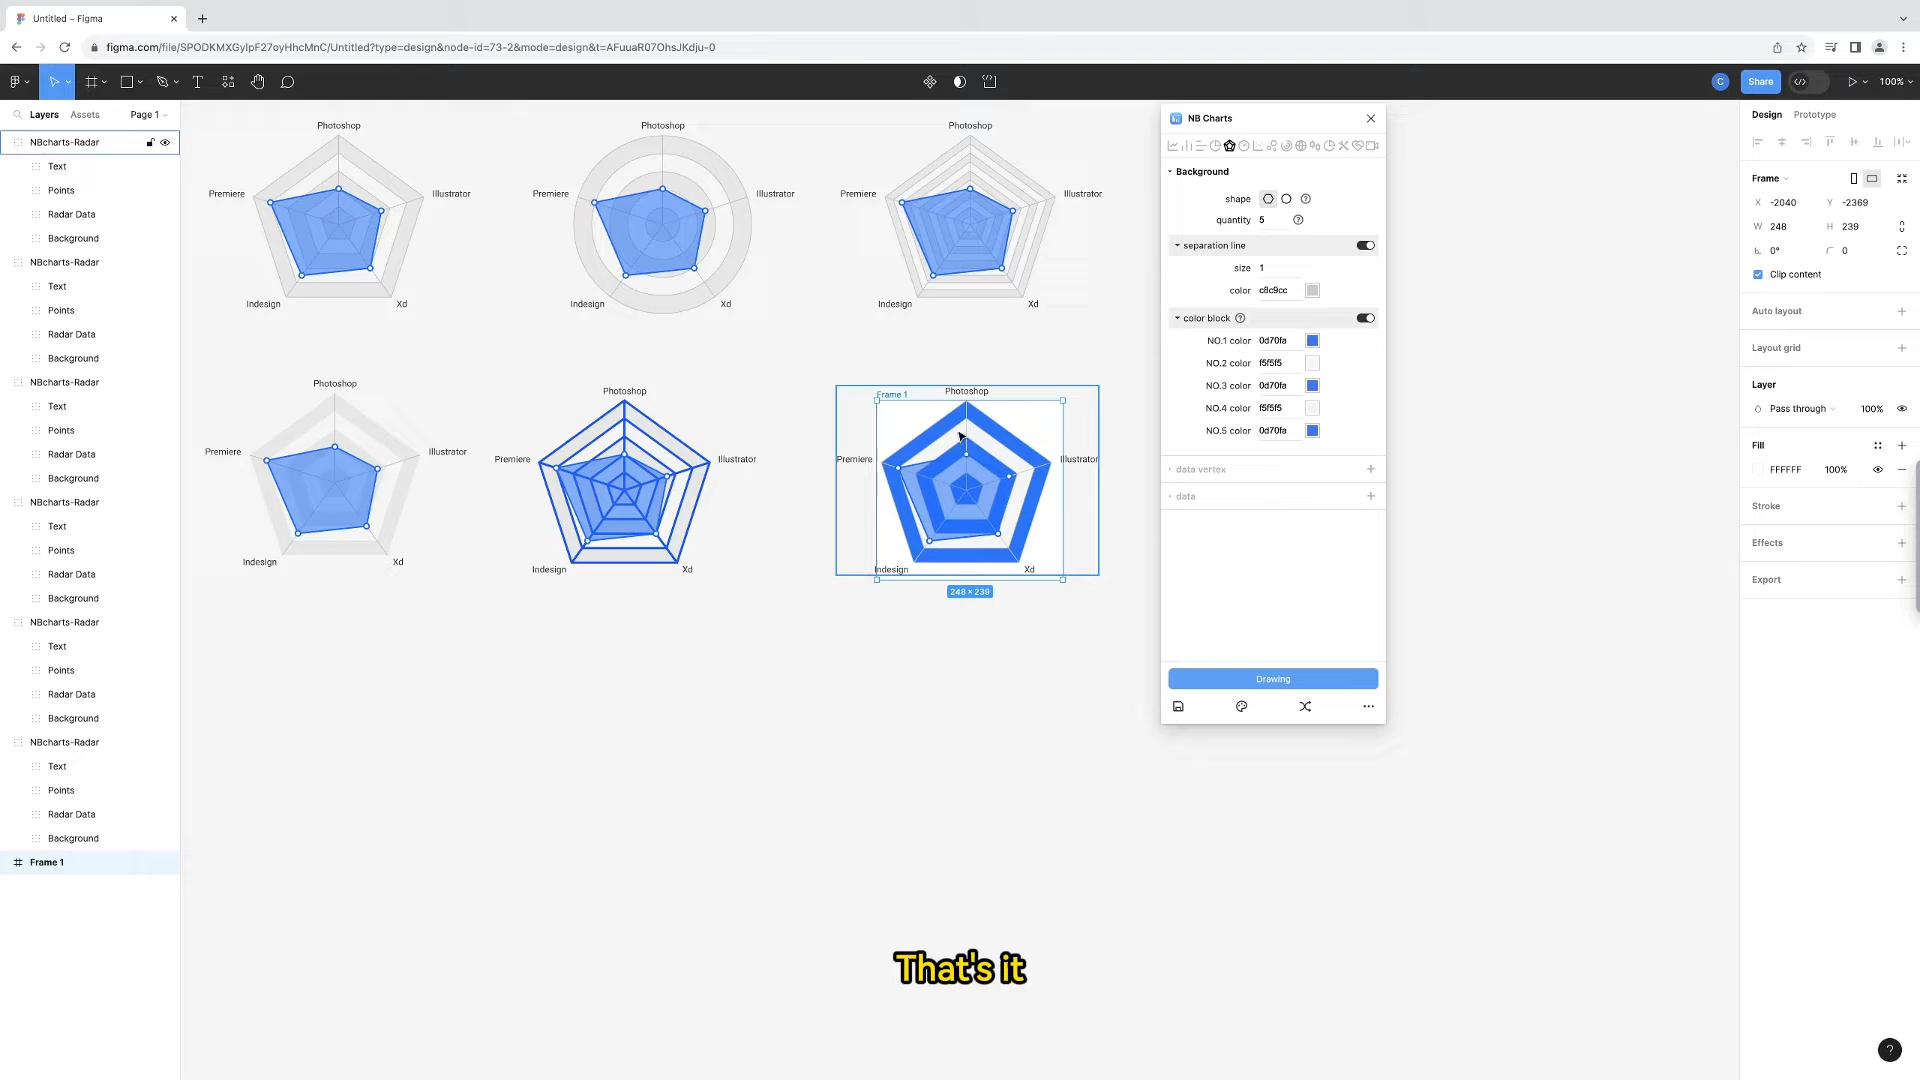 Untitled – Figma
figma.com/file/SPODKMXGylpF27oyHhcMnC/Untitled?type=design&node-id=73-2&mode=design&t=AFuuaR07OhsJKdju-0
C
Share
100%
Layers
Assets
Page 1
NBcharts-Radar
Text
Points
Radar Data
Background
NBcharts-Radar
Text
Points
Radar Data
Background
NBcharts-Radar
Text
Points
Radar Data
Background
NBcharts-Radar
Text
Points
Radar Data
Background
NBcharts-Radar
Text
Points
Radar Data
Background
NBcharts-Radar
Text
Points
Radar Data
Background
Frame 1
Photoshop
Premiere
Illustrator
Indesign
Xd
Photoshop
Premiere
Illustrator
Indesign
Xd
Photoshop
Premiere
Illustrator
Indesign
Xd
Photoshop
Premiere
Illustrator
Indesign
Xd
Photoshop
Premiere
Illustrator
Indesign
Xd
Frame 1
Photoshop
Premiere
Illustrator
Indesign
Xd
248 × 239
That's it
NB Charts
Background
shape
quantity 5
separation line
size 1
color c8c9cc
color block
NO.1 color 0d70fa
NO.2 color f5f5f5
NO.3 color 0d70fa
NO.4 color f5f5f5
NO.5 color 0d70fa
data vertex
data
Drawing
Design
Prototype
Frame
X -2040 Y -2369
W 248 H 239
0° 0
Clip content
Auto layout
Layout grid
Layer
Pass through 100%
Fill
FFFFFF 100%
Stroke
Effects
Export
?